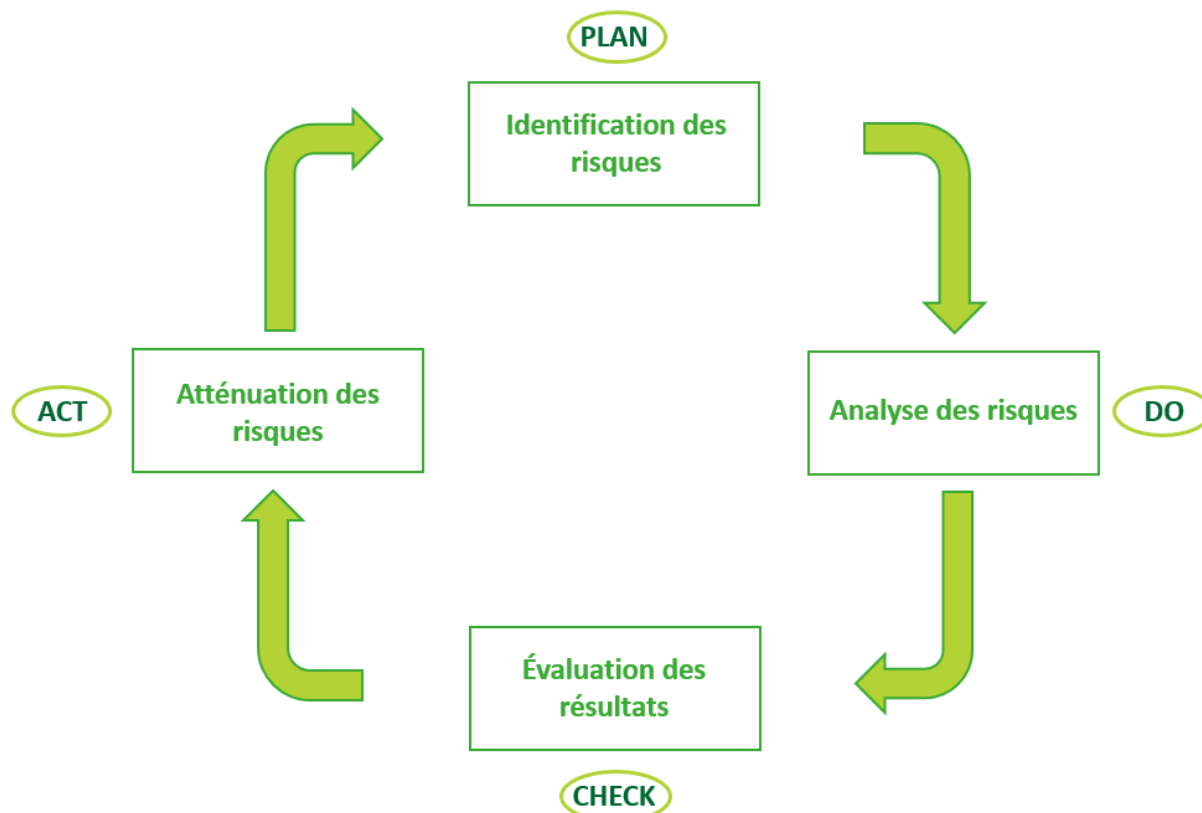 PLAN
Identification des
risques
Atténuation des
risques
ACT
Analyse des risques
DO
Évaluation des
résultats
CHECK